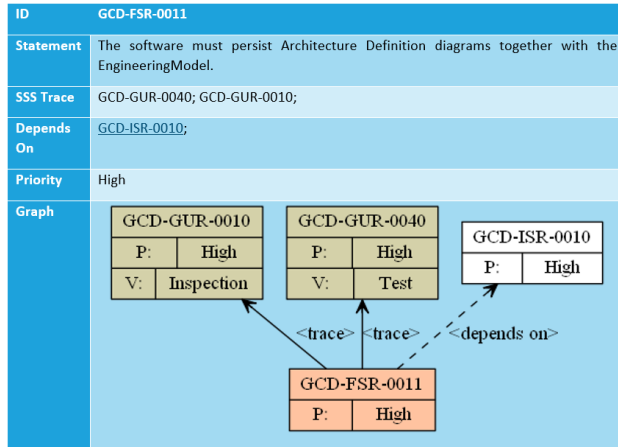 ID GCD-FSR-0011
Statement The software must persist Architecture Definition diagrams together with the
EngineeringModel.
SSS Trace GCD-GUR-0040; GCD-GUR-0010;
Depends GCD-ISR-0010;
On
Priority High
Graph
GCD-GUR-0010 GCD-GUR-0040
GCD-ISR-0010
P: High P: High
P: High
V: Inspection V: Test
<trace> <trace> <depends on>
GCD-FSR-0011
P: High